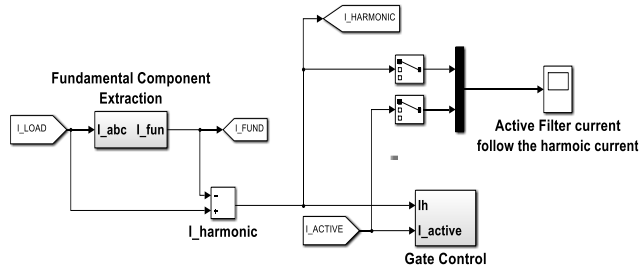 I_HARMONIC
Fundamental Component
Extraction
I_LOAD
I_abc I_fun
I_FUND
Active Filter current
follow the harmoic current
−
+
I_harmonic
I_ACTIVE
Ih
I_active
Gate Control